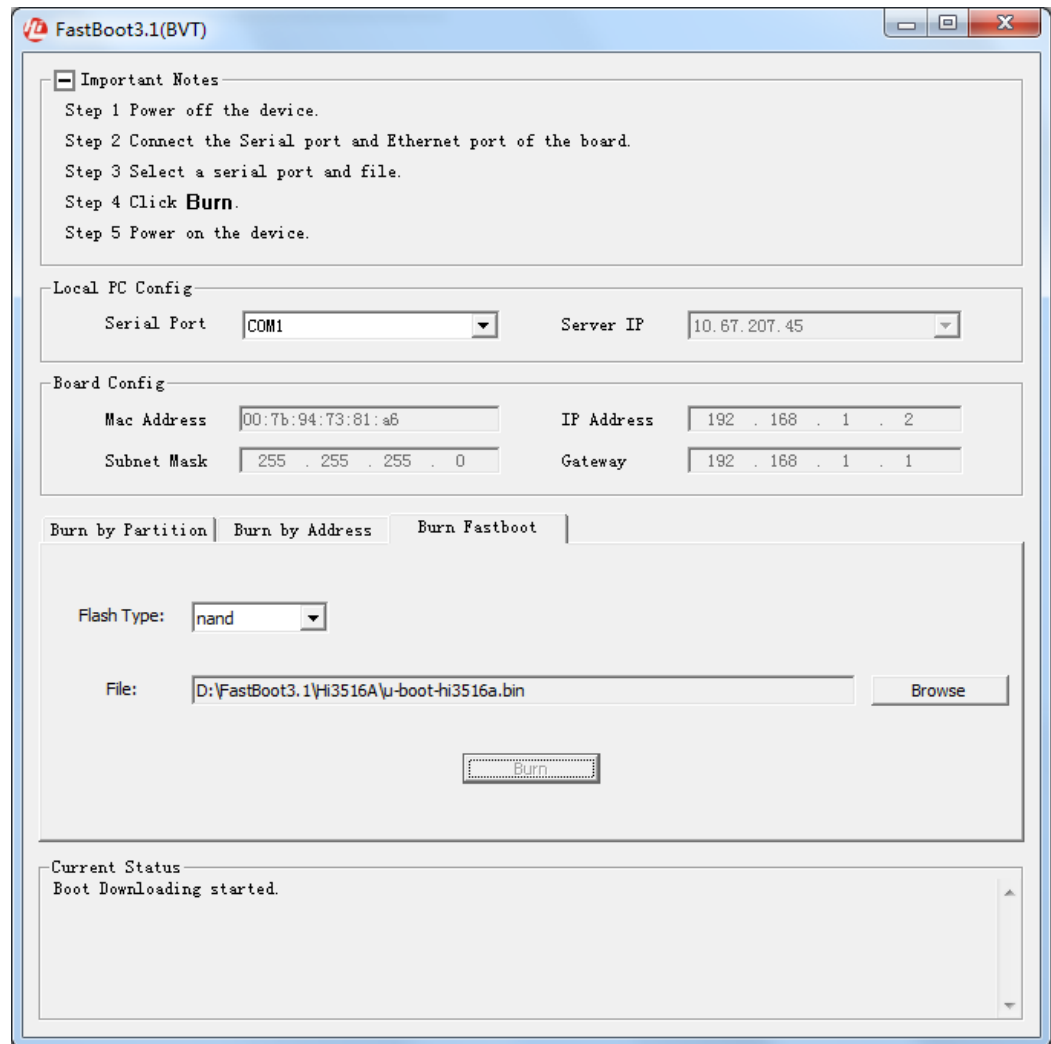 FastBoot3.1(BVT)
Important Notes
Step 1 Power off the device.
Step 2 Connect the Serial port and Ethernet port of the board.
Step 3 Select a serial port and file.
Step 4 Click Burn.
Step 5 Power on the device.
Local PC Config
Serial Port COM1 Server IP 10.67.207.45
Board Config
Mac Address 00:7b:94:73:81:a6 IP Address 192 . 168 . 1 . 2
Subnet Mask 255 . 255 . 255 . 0 Gateway 192 . 168 . 1 . 1
Burn by Partition Burn by Address Burn Fastboot
Flash Type: nand
File: D:\FastBoot3.1\Hi3516A\u-boot-hi3516a.bin Browse
Burn
Current Status
Boot Downloading started.